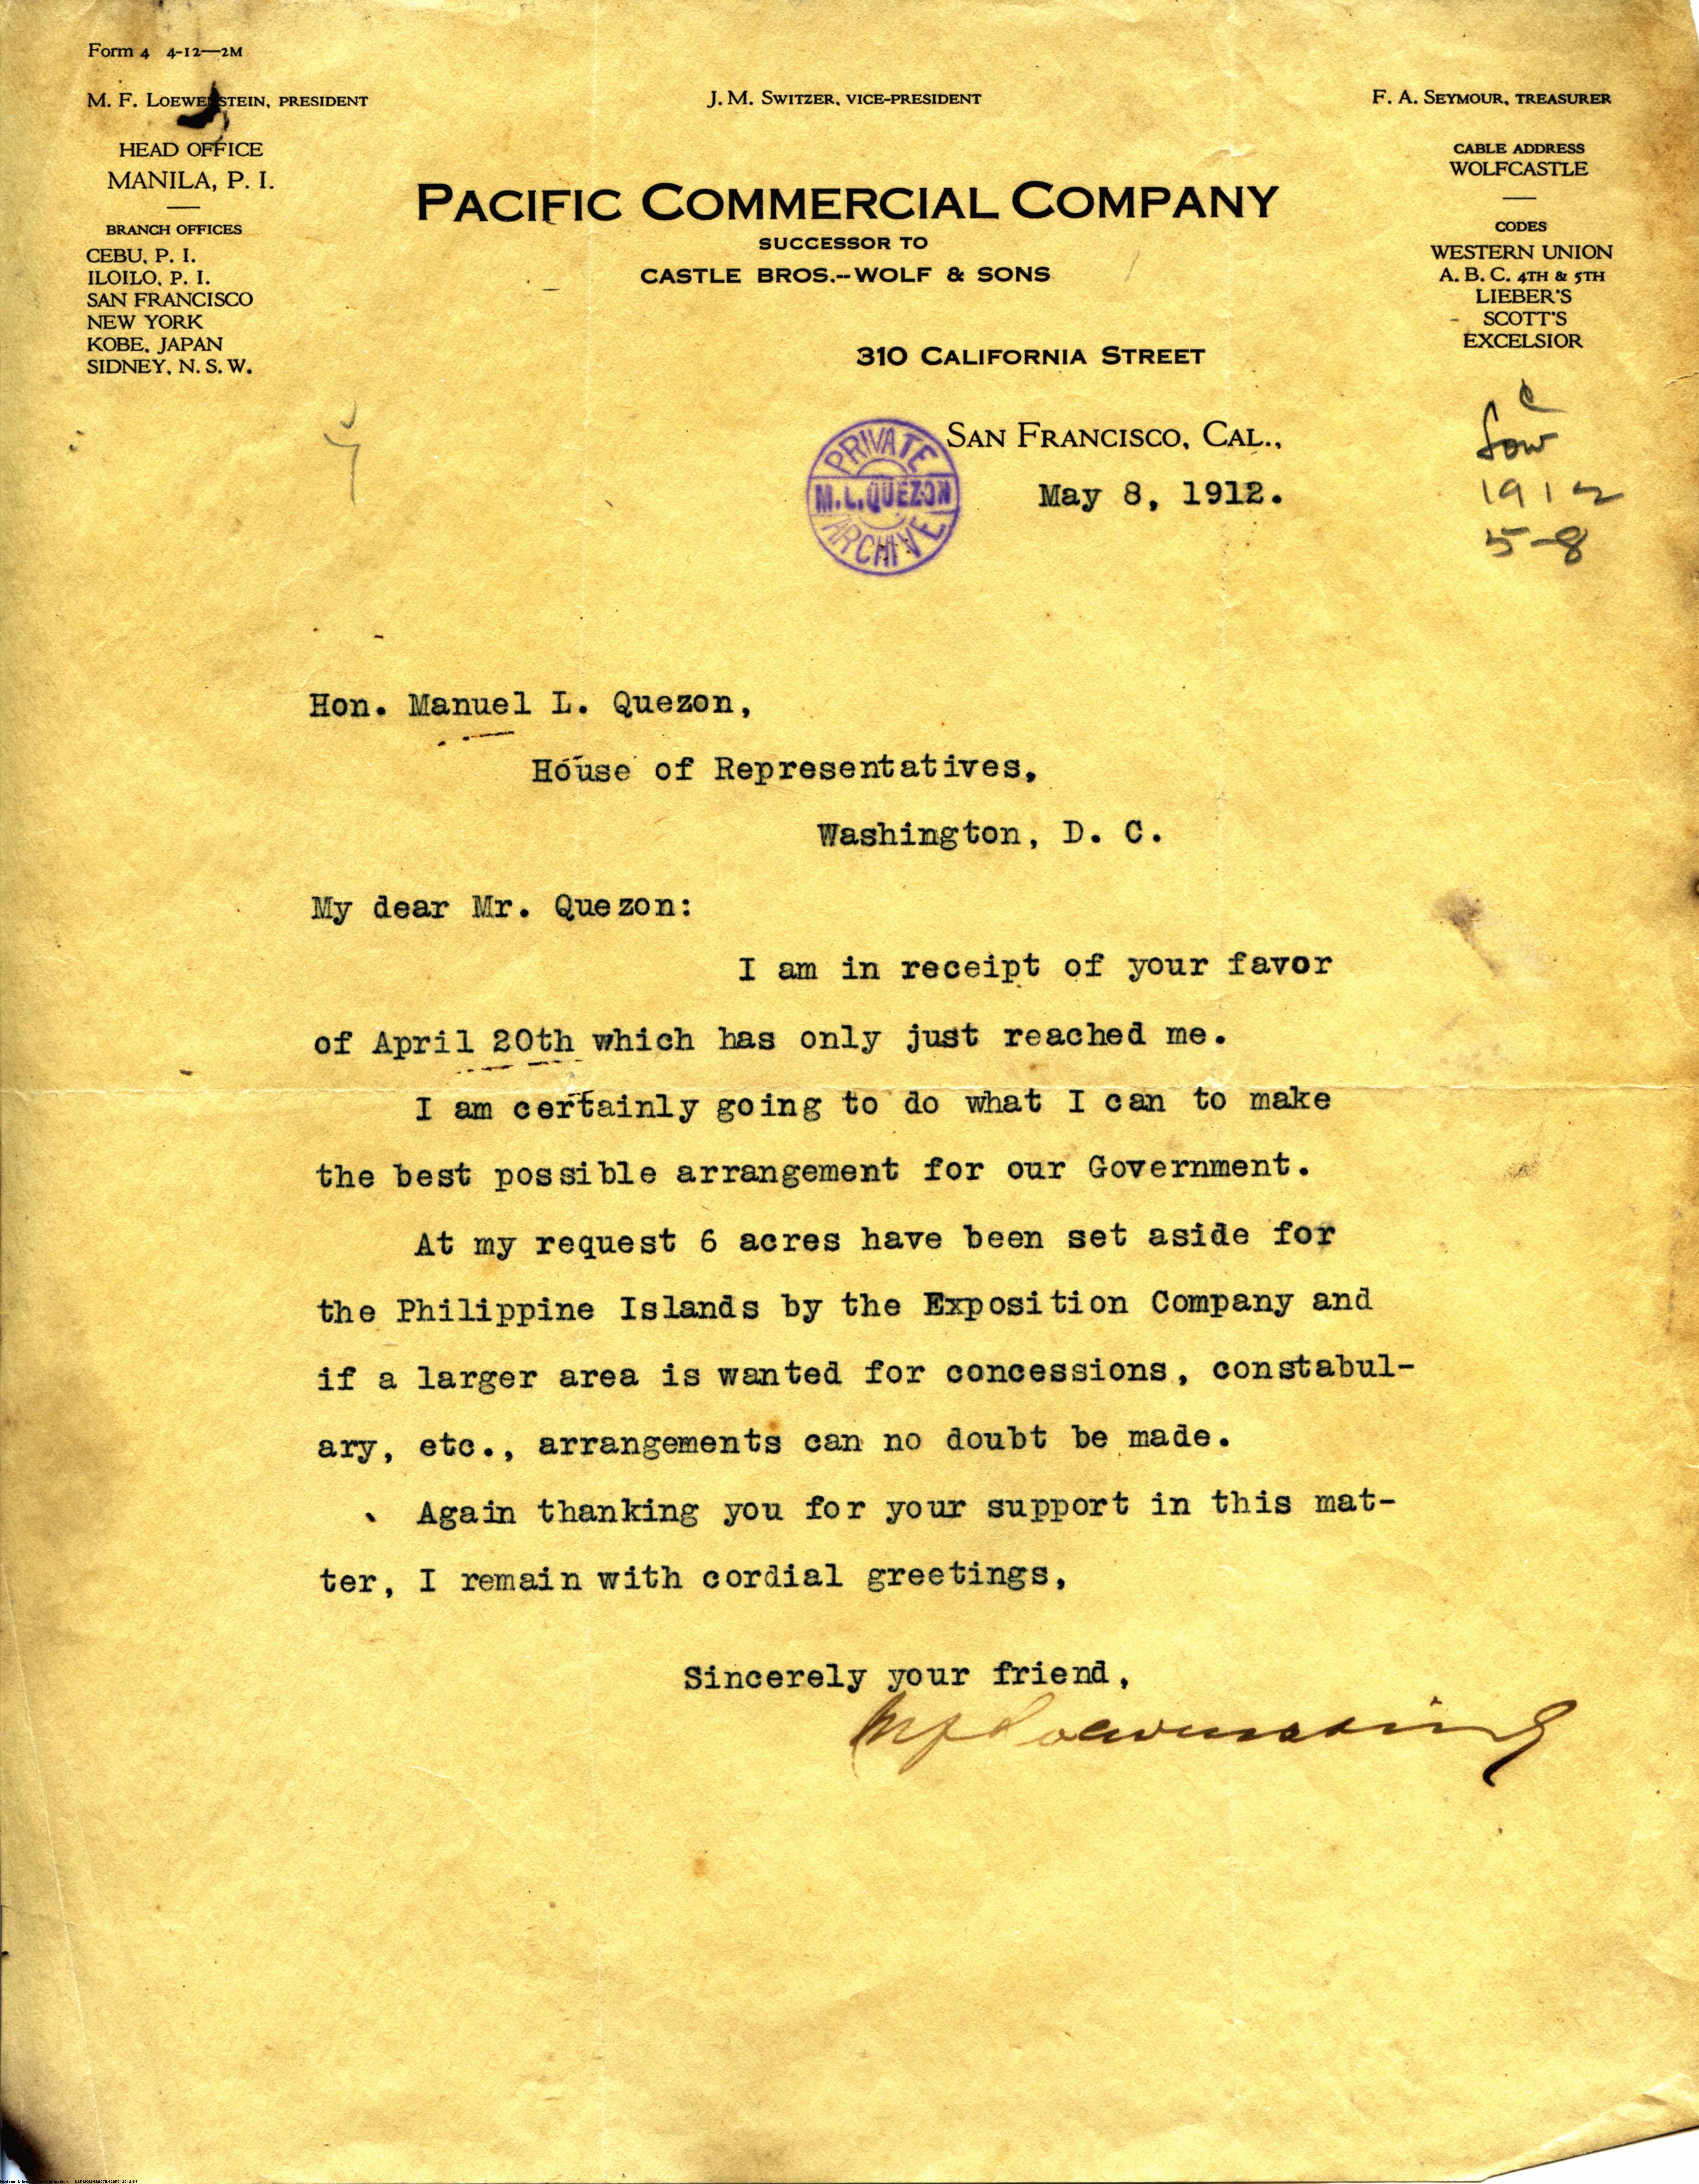 Form 4 4-12—2M
M. F. LOEWENSTEIN, PRESIDENT
J. M. SWITZER, VICE-PRESIDENT
F. A. SEYMOUR, TREASURER
HEAD OFFICE
MANILA, P. I.
BRANCH OFFICES
CEBU, P. I.
ILOILO, P. I.
SAN FRANCISCO
NEW YORK
KOBE, JAPAN
SIDNEY, N. S. W.
PACIFIC COMMERCIAL COMPANY
SUCCESSOR TO
CASTLE BROS.--WOLF & SONS
310 CALIFORNIA STREET
CABLE ADDRESS
WOLFCASTLE
CODES
WESTERN UNION
A. B. C. 4TH & 5TH
LIEBER'S
SCOTT'S
EXCELSIOR
SAN FRANCISCO, CAL.,
May 8, 1912.
PRIVATE
M.L.QUEZON
ARCHIVE
1912
5-8
Hon. Manuel L. Quezon,
House of Representatives,
Washington, D. C.
My dear Mr. Quezon:
I am in receipt of your favor
of April 20th which has only just reached me.
I am certainly going to do what I can to make
the best possible arrangement for our Government.
At my request 6 acres have been set aside for
the Philippine Islands by the Exposition Company and
if a larger area is wanted for concessions, constabul-
ary, etc., arrangements can no doubt be made.
Again thanking you for your support in this mat-
ter, I remain with cordial greetings,
Sincerely your friend,
MF Loewenstein